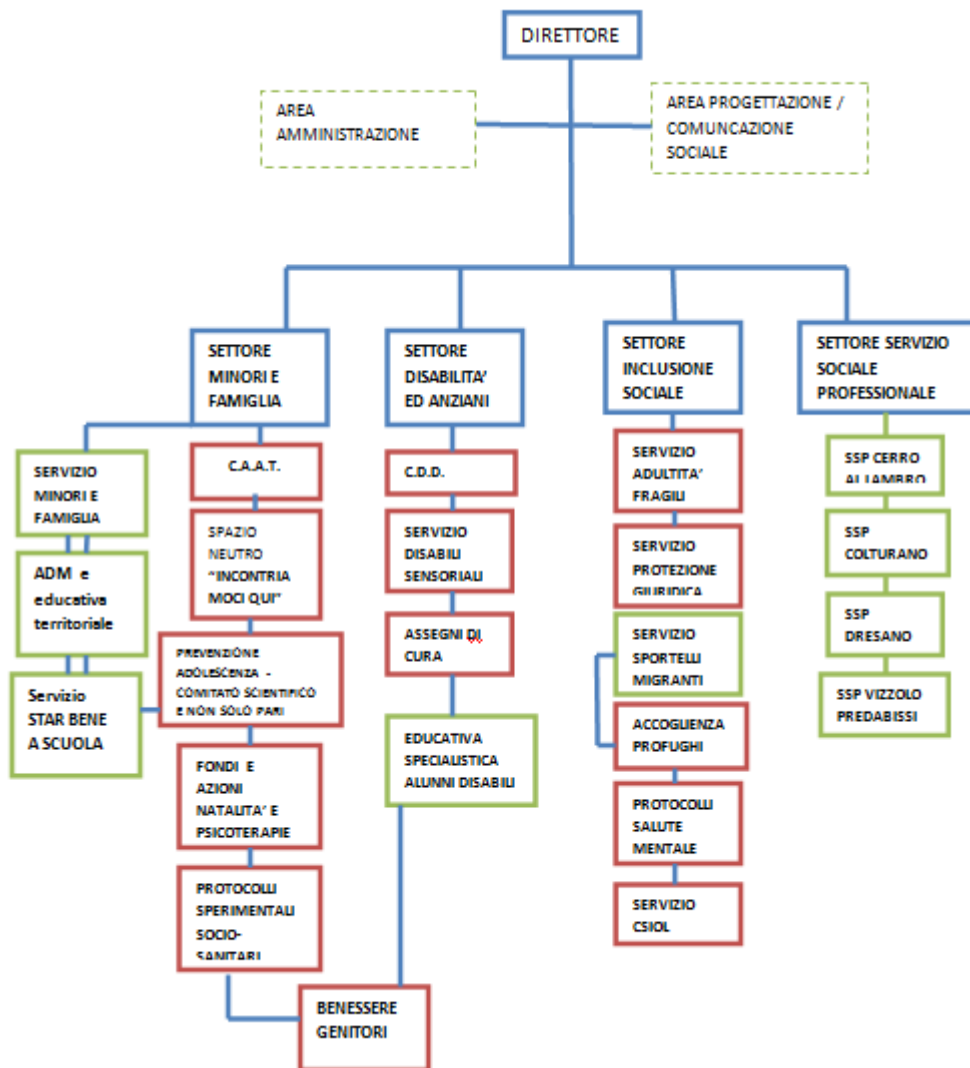 DIRETTORE
AREA
AMMINISTRAZIONE
AREA PROGETTAZIONE /
COMUNCAZIONE
SOCIALE
SETTORE
MINORI E
FAMIGLIA
SETTORE
DISABILITA'
ED ANZIANI
SETTORE
INCLUSIONE
SOCIALE
SETTORE SERVIZIO
SOCIALE
PROFESSIONALE
SERVIZIO
MINORI E
FAMIGLIA
ADM e
educativa
territoriale
Servizio
STAR BENE
A SCUOLA
C.A.A.T.
SPAZIO
NEUTRO
"INCONTRIA
MOCI QUI"
PREVENZIONE
ADOLESCENZA -
COMITATO SCIENTIFICO
E NON SOLO PARI
FONDI E
AZIONI
NATALITA' E
PSICOTERAPIE
PROTOCOLLI
SPERIMENTALI
SOCIO-
SANITARI
C.D.D.
SERVIZIO
DISABILI
SENSORIALI
ASSEGNI DI
CURA
EDUCATIVA
SPECIALISTICA
ALUNNI DISABILI
BENESSERE
GENITORI
SERVIZIO
ADULTITA'
FRAGILI
SERVIZIO
PROTEZIONE
GIURIDICA
SERVIZIO
SPORTELLI
MIGRANTI
ACCOGLIENZA
PROFUGHI
PROTOCOLLI
SALUTE
MENTALE
SERVIZIO
CSIOL
SSP CERRO
AL LAMBRO
SSP
COLTURANO
SSP
DRESANO
SSP VIZZOLO
PREDABISSI